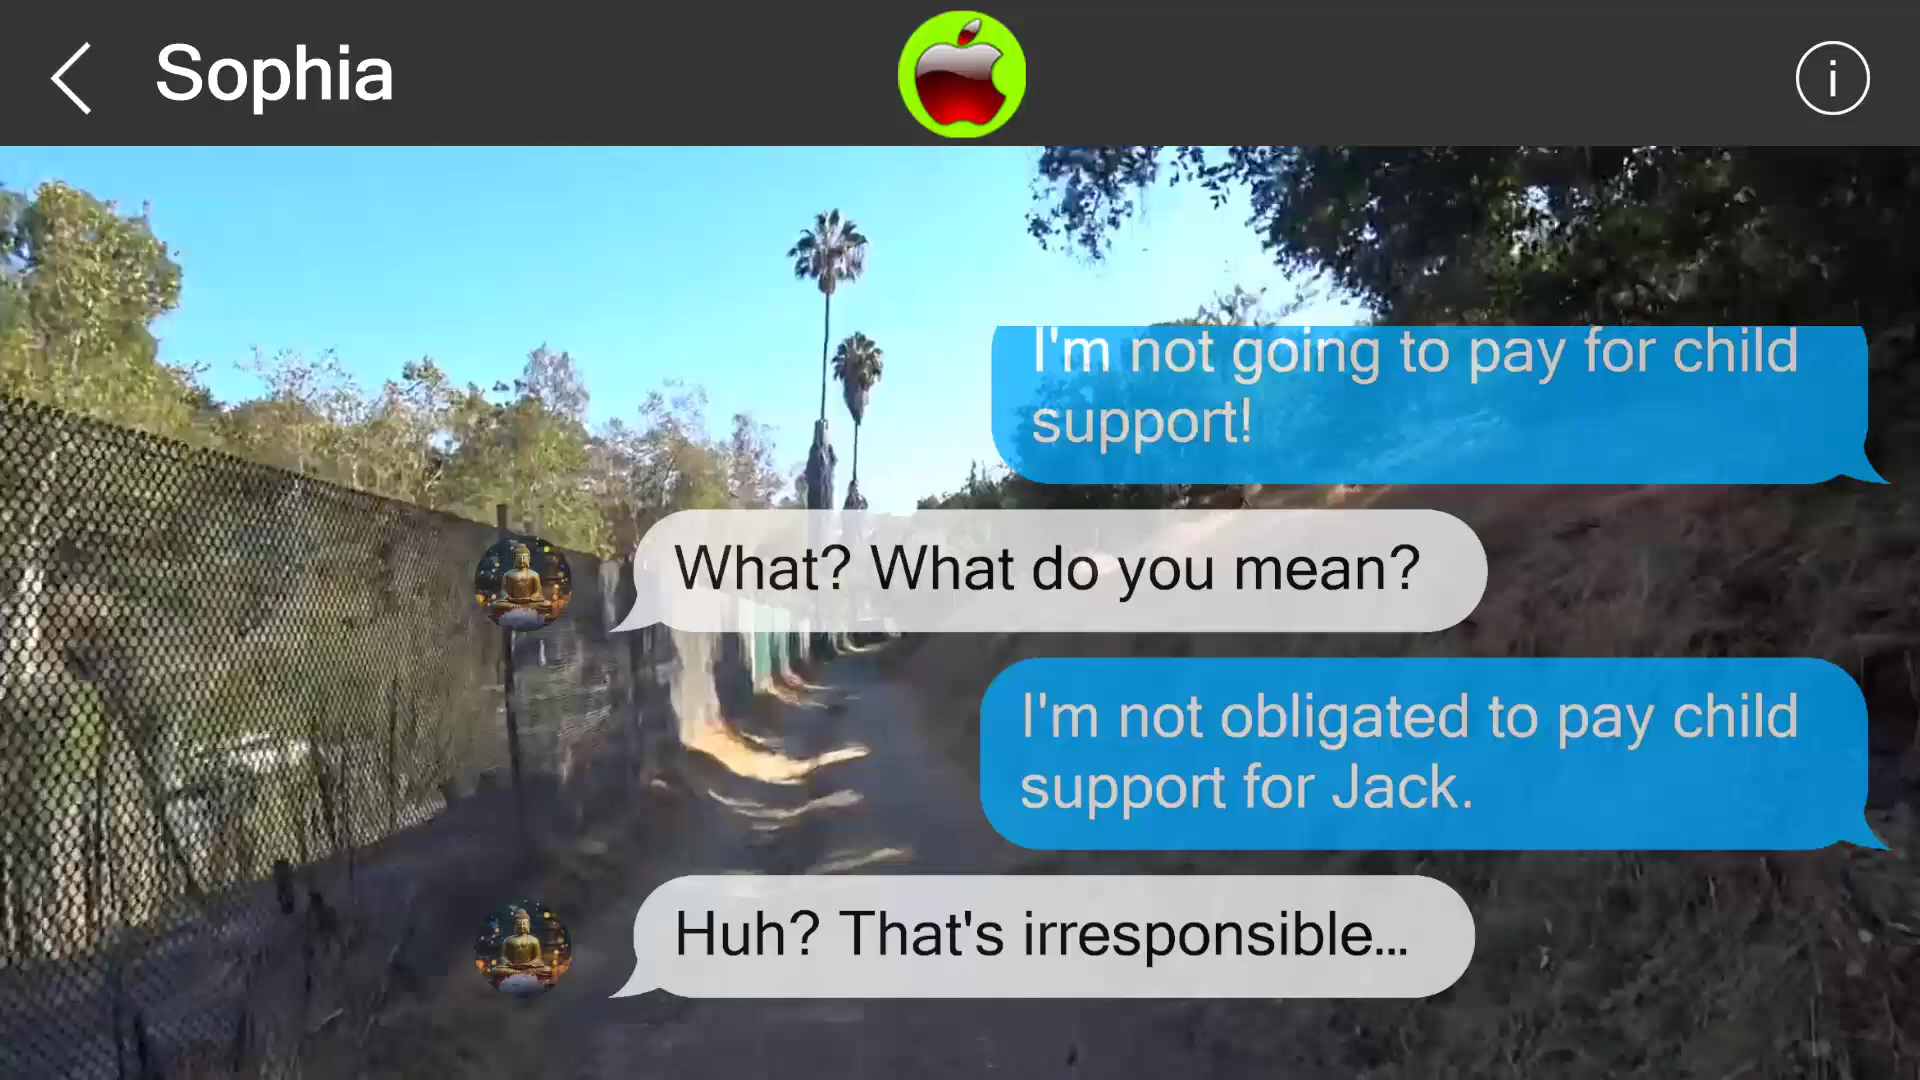 Sophia
i
I'm not going to pay for child
support!
What? What do you mean?
I'm not obligated to pay child
support for Jack.
Huh? That's irresponsible...